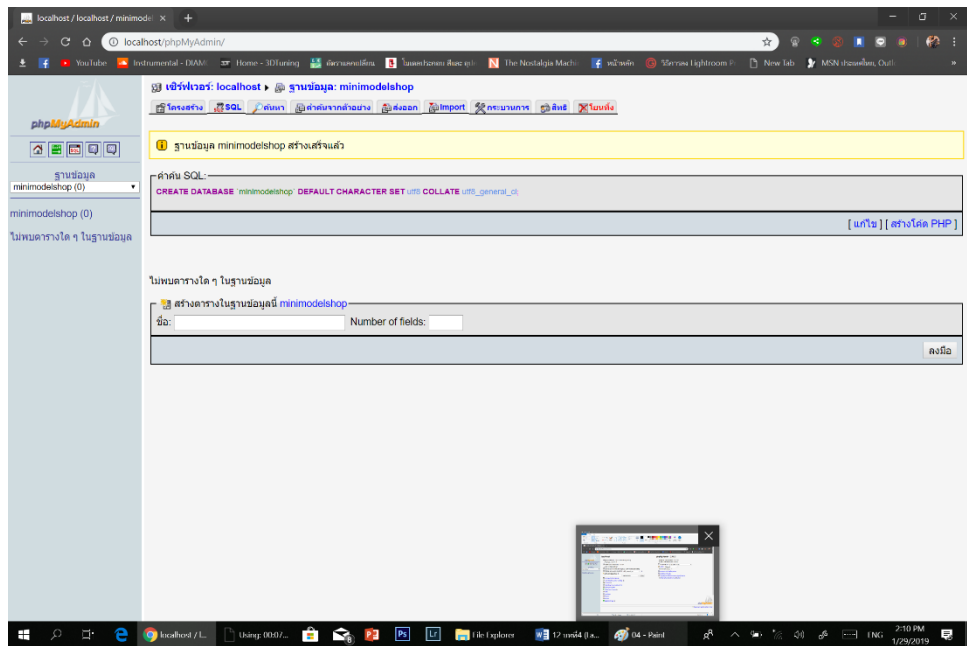 localhost / localhost / minimodel
localhost/phpMyAdmin/
YouTube
Instrumental - DIAM
Home - 3DTuning
The Nostalgia Machi
หน้าหลัก
New Tab
phpMyAdmin
ฐานข้อมูล
minimodelshop (0)
minimodelshop (0)
ไม่พบตารางใด ๆ ในฐานข้อมูล
เซิร์ฟเวอร์: localhost ▸ ฐานข้อมูล: minimodelshop
โครงสร้าง SQL ค้นหา ค้นคำจากตัวอย่าง ส่งออก Import กระบวนการ สิทธิ โยนทิ้ง
ฐานข้อมูล minimodelshop สร้างเสร็จแล้ว
คำค้น SQL:
CREATE DATABASE `minimodelshop` DEFAULT CHARACTER SET utf8 COLLATE utf8_general_ci;
[ แก้ไข ] [ สร้างโค้ด PHP ]
ไม่พบตารางใด ๆ ในฐานข้อมูล
สร้างตารางในฐานข้อมูลนี้ minimodelshop
ชื่อ: Number of fields:
ลงมือ
localhost / l...
Using: 00:07/...
File Explorer
04 - Paint
ENG
2:10 PM
1/29/2019